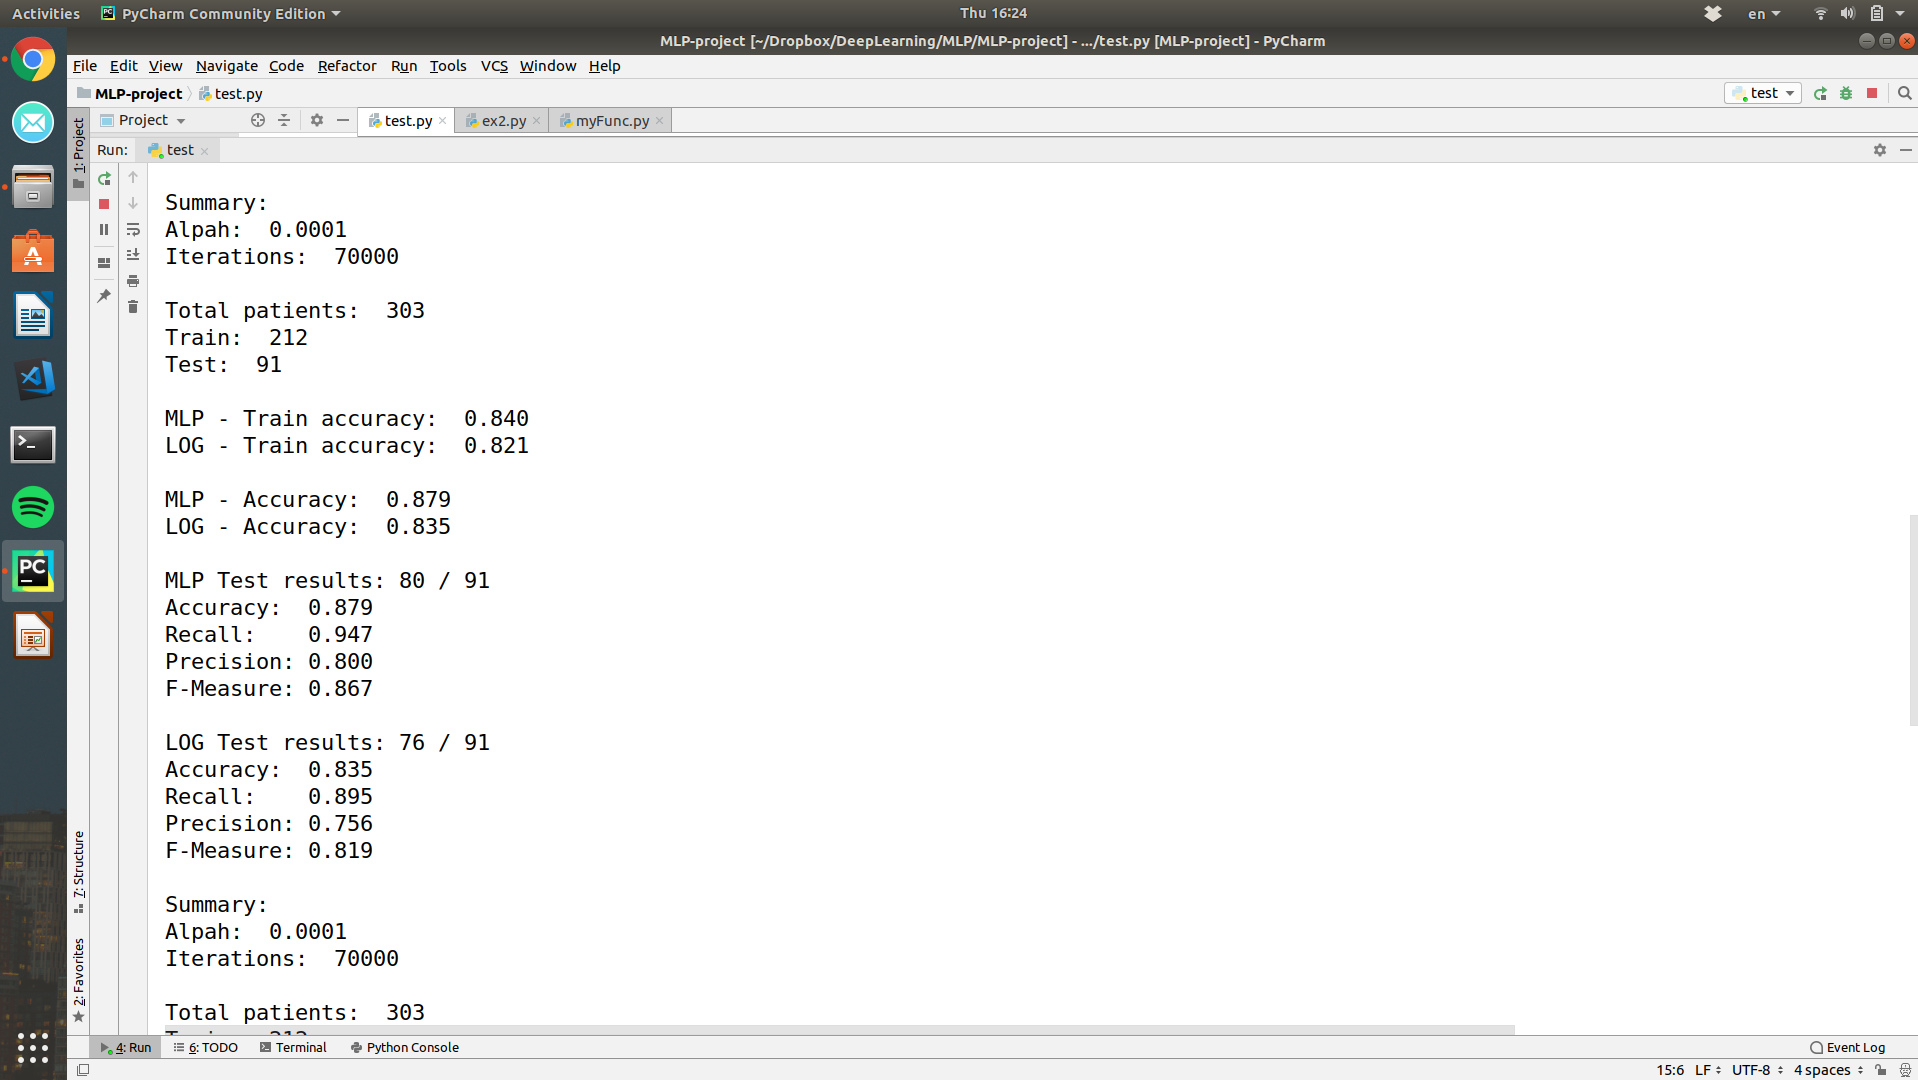 Activities PyCharm Community Edition Thu 16:24 en
MLP-project [~/Dropbox/DeepLearning/MLP/MLP-project] - .../test.py [MLP-project] - PyCharm
File Edit View Navigate Code Refactor Run Tools VCS Window Help
MLP-project test.py test
Project test.py ex2.py myFunc.py
1: Project
Run: test
Summary:
Alpah:  0.0001
Iterations:  70000
Total patients:  303
Train:  212
Test:  91
MLP - Train accuracy:  0.840
LOG - Train accuracy:  0.821
MLP - Accuracy:  0.879
LOG - Accuracy:  0.835
MLP Test results: 80 / 91
Accuracy:  0.879
Recall:    0.947
Precision: 0.800
F-Measure: 0.867
LOG Test results: 76 / 91
Accuracy:  0.835
Recall:    0.895
Precision: 0.756
F-Measure: 0.819
Summary:
Alpah:  0.0001
Iterations:  70000
Total patients:  303
7: Structure
2: Favorites
PC
4: Run 6: TODO Terminal Python Console Event Log
15:6 LF UTF-8 4 spaces